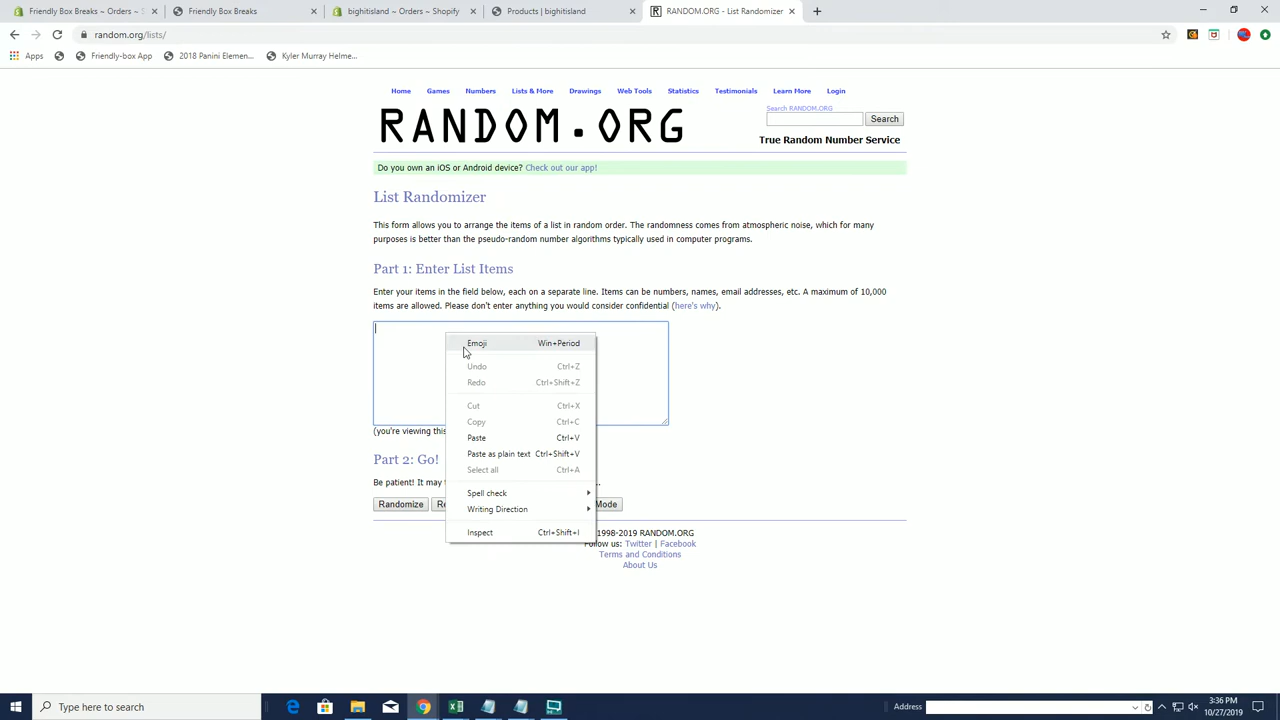 Friendly Box Breaks ~ Orders ~ S
Friendly Box Breaks
bighitisland ~ Orders ~ Shopify
Products | bighitisland
RANDOM.ORG - List Randomizer
random.org/lists/
Apps
Friendly-box App
2018 Panini Elemen...
Kyler Murray Helme...
Home
Games
Numbers
Lists & More
Drawings
Web Tools
Statistics
Testimonials
Learn More
Login
RANDOM.ORG
Search RANDOM.ORG
Search
True Random Number Service
Do you own an iOS or Android device? Check out our app!
List Randomizer
This form allows you to arrange the items of a list in random order. The randomness comes from atmospheric noise, which for many
purposes is better than the pseudo-random number algorithms typically used in computer programs.
Part 1: Enter List Items
Enter your items in the field below, each on a separate line. Items can be numbers, names, email addresses, etc. A maximum of 10,000
items are allowed. Please don't enter anything you would consider confidential (here's why).
Emoji Win+Period
Undo Ctrl+Z
Redo Ctrl+Shift+Z
Cut Ctrl+X
Copy Ctrl+C
Paste Ctrl+V
Paste as plain text Ctrl+Shift+V
Select all Ctrl+A
Spell check
Writing Direction
Inspect Ctrl+Shift+I
(you're viewing this
Part 2: Go!
Be patient! It may
Randomize
Mode
1998-2019 RANDOM.ORG
Follow us: Twitter | Facebook
Terms and Conditions
About Us
Type here to search
Address
3:36 PM
10/27/2019